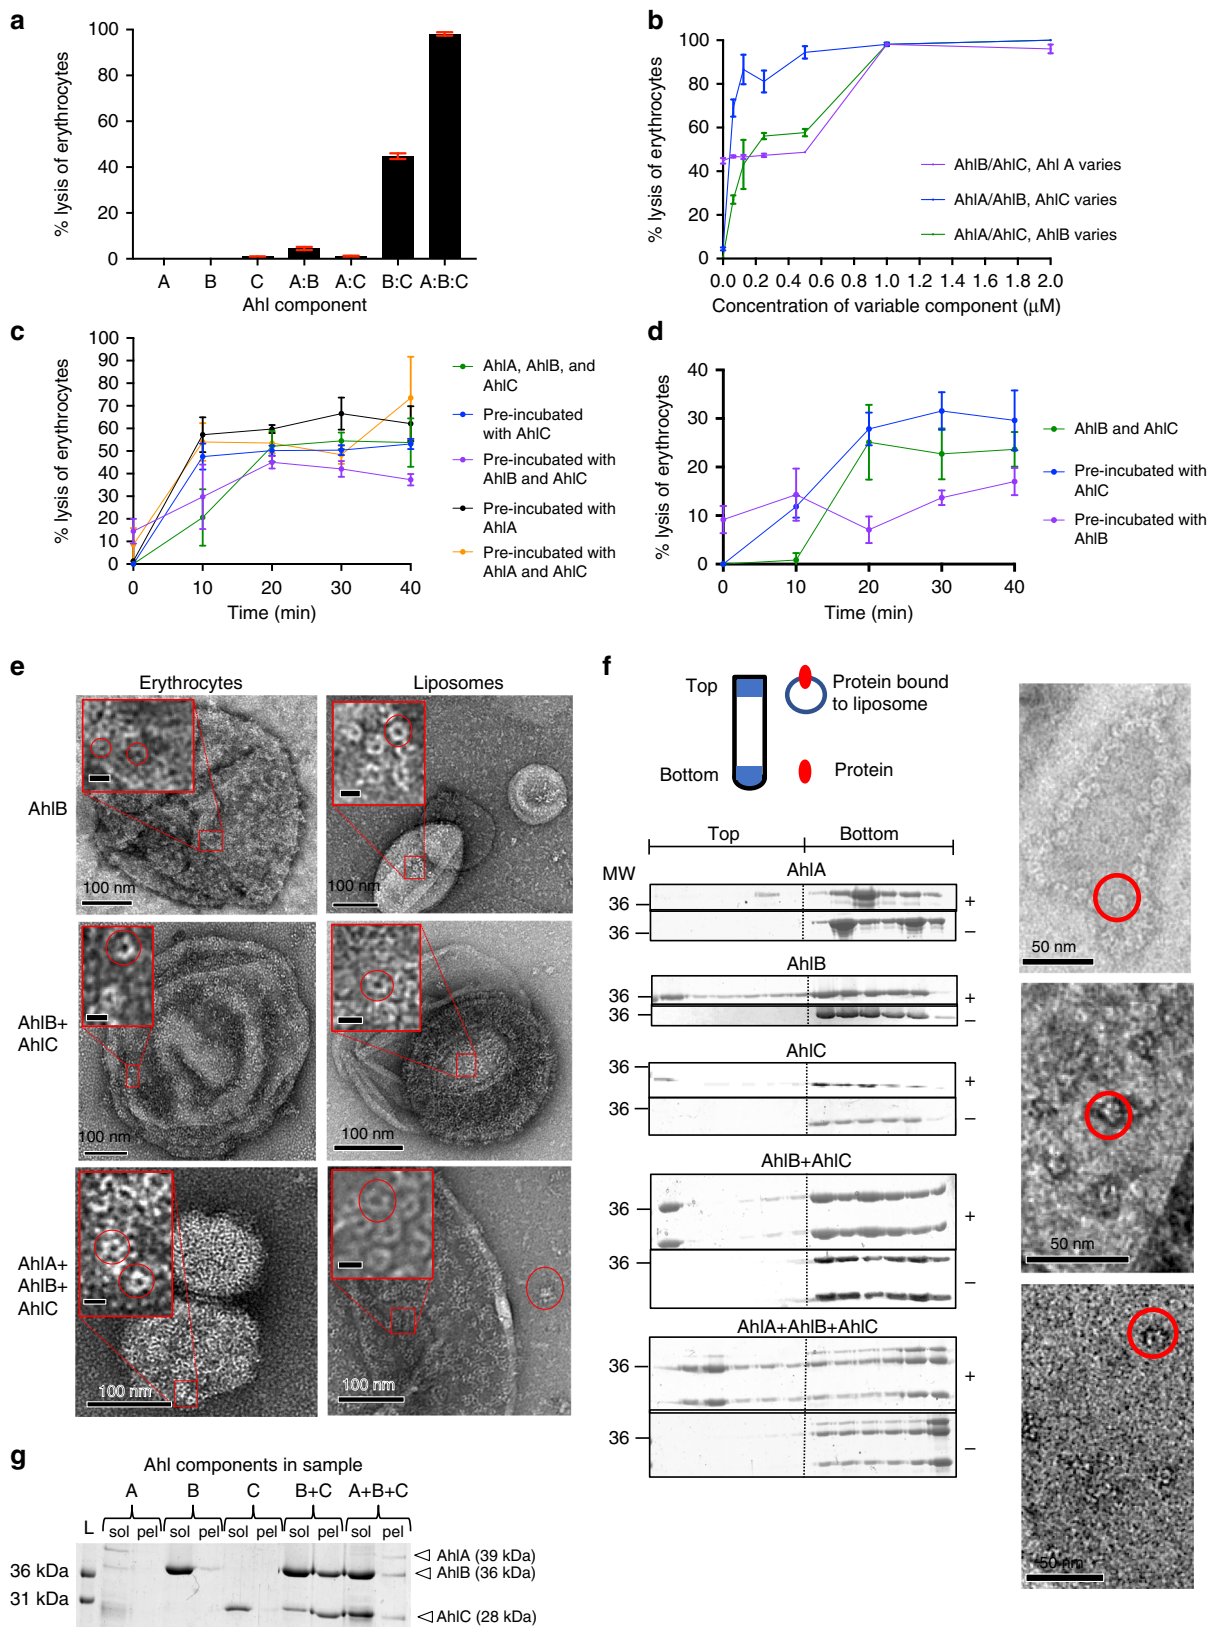 a
100
80
60
40
20
0
% lysis of erythrocytes
A B C A:B A:C B:C A:B:C
Ahl component
b
100
80
60
40
20
0
% lysis of erythrocytes
AhlB/AhlC, Ahl A varies
AhlA/AhlB, AhlC varies
AhlA/AhlC, AhlB varies
0.0 0.2 0.4 0.6 0.8 1.0 1.2 1.4 1.6 1.8 2.0
Concentration of variable component (μM)
c
100
90
80
70
60
50
40
30
20
10
0
% lysis of erythrocytes
0 10 20 30 40
Time (min)
AhlA, AhlB, and
AhlC
Pre-incubated
with AhlC
Pre-incubated with
AhlB and AhlC
Pre-incubated with
AhlA
Pre-incubated with
AhlA and AhlC
d
40
30
20
10
0
% lysis of erythrocytes
0 10 20 30 40
Time (min)
AhlB and AhlC
Pre-incubated with
AhlC
Pre-incubated with
AhlB
e
Erythrocytes Liposomes
AhlB
100 nm
100 nm
AhlB+
AhlC
100 nm
100 nm
AhlA+
AhlB+
AhlC
100 nm
100 nm
f
Top
Bottom
Protein bound
to liposome
Protein
Top Bottom
MW
AhlA
36
+
36
–
AhlB
36
+
36
–
AhlC
36
+
36
–
AhlB+AhlC
36
+
36
–
AhlA+AhlB+AhlC
36
+
36
–
50 nm
50 nm
50 nm
g
Ahl components in sample
A B C B+C A+B+C
L sol pel sol pel sol pel sol pel sol pel
36 kDa
31 kDa
AhlA (39 kDa)
AhlB (36 kDa)
AhlC (28 kDa)